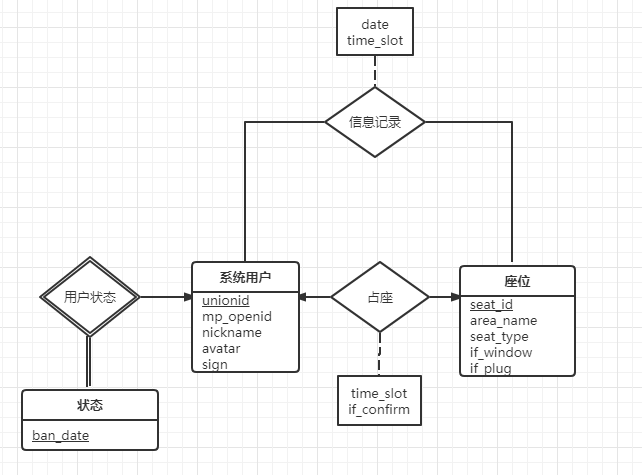 date
time_slot
信息记录
用户状态
系统用户
unionid
mp_openid
nickname
avatar
sign
占座
座位
seat_id
area_name
seat_type
if_window
if_plug
time_slot
if_confirm
状态
ban_date